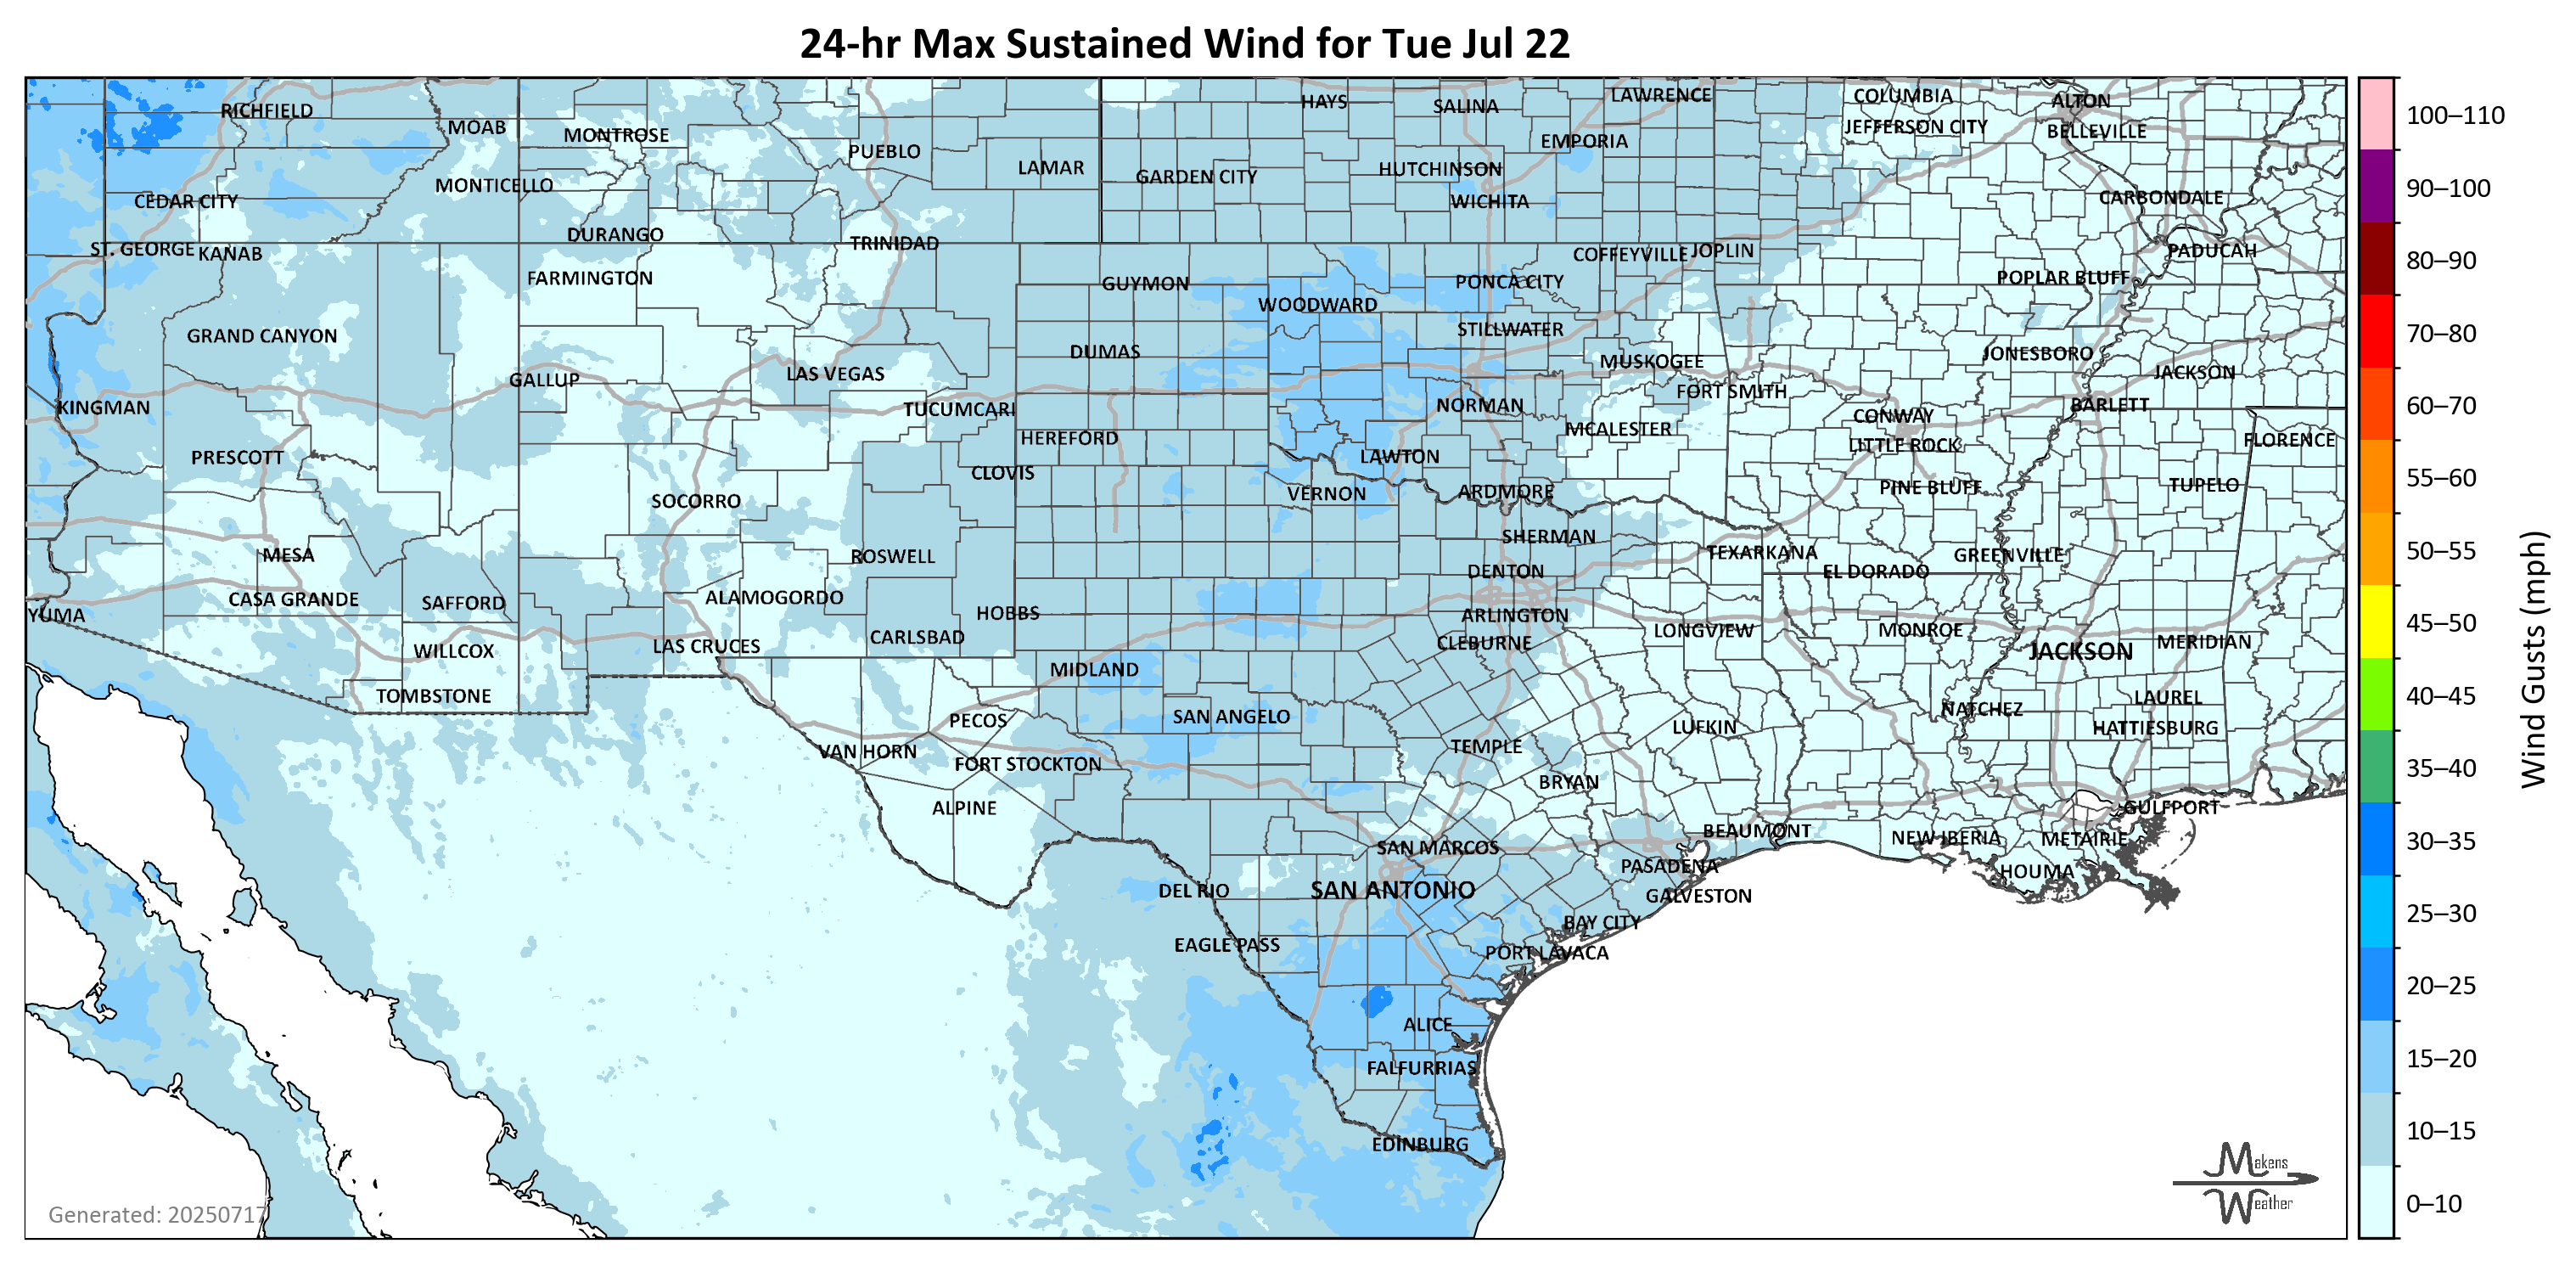 24-hr Max Sustained Wind for Tue Jul 22
RICHFIELD
MOAB
MONTROSE
PUEBLO
LAMAR
HAYS
SALINA
LAWRENCE
COLUMBIA
ALTON
JEFFERSON CITY
BELLEVILLE
EMPORIA
HUTCHINSON
GARDEN CITY
MONTICELLO
CEDAR CITY
WICHITA
CARBONDALE
DURANGO
TRINIDAD
ST. GEORGE
KANAB
COFFEYVILLE
JOPLIN
PADUCAH
FARMINGTON
GUYMON
PONCA CITY
POPLAR BLUFF
WOODWARD
GRAND CANYON
STILLWATER
DUMAS
MUSKOGEE
JONESBORO
GALLUP
LAS VEGAS
JACKSON
FORT SMITH
KINGMAN
TUCUMCARI
NORMAN
CONWAY
BARLETT
HEREFORD
MCALESTER
LITTLE ROCK
FLORENCE
PRESCOTT
CLOVIS
LAWTON
SOCORRO
VERNON
ARDMORE
PINE BLUFF
TUPELO
MESA
ROSWELL
SHERMAN
TEXARKANA
GREENVILLE
DENTON
EL DORADO
CASA GRANDE
SAFFORD
ALAMOGORDO
HOBBS
ARLINGTON
YUMA
LAS CRUCES
CARLSBAD
CLEBURNE
LONGVIEW
MONROE
JACKSON
MERIDIAN
WILLCOX
MIDLAND
TOMBSTONE
PECOS
SAN ANGELO
LUFKIN
NATCHEZ
LAUREL
HATTIESBURG
VAN HORN
FORT STOCKTON
TEMPLE
BRYAN
ALPINE
GULFPORT
BEAUMONT
NEW IBERIA
METAIRIE
SAN MARCOS
PASADENA
HOUMA
DEL RIO
SAN ANTONIO
GALVESTON
BAY CITY
EAGLE PASS
PORT LAVACA
ALICE
FALFURRIAS
EDINBURG
Generated: 20250717
Makens
Weather
100–110
90–100
80–90
70–80
60–70
55–60
50–55
45–50
40–45
35–40
30–35
25–30
20–25
15–20
10–15
0–10
Wind Gusts (mph)